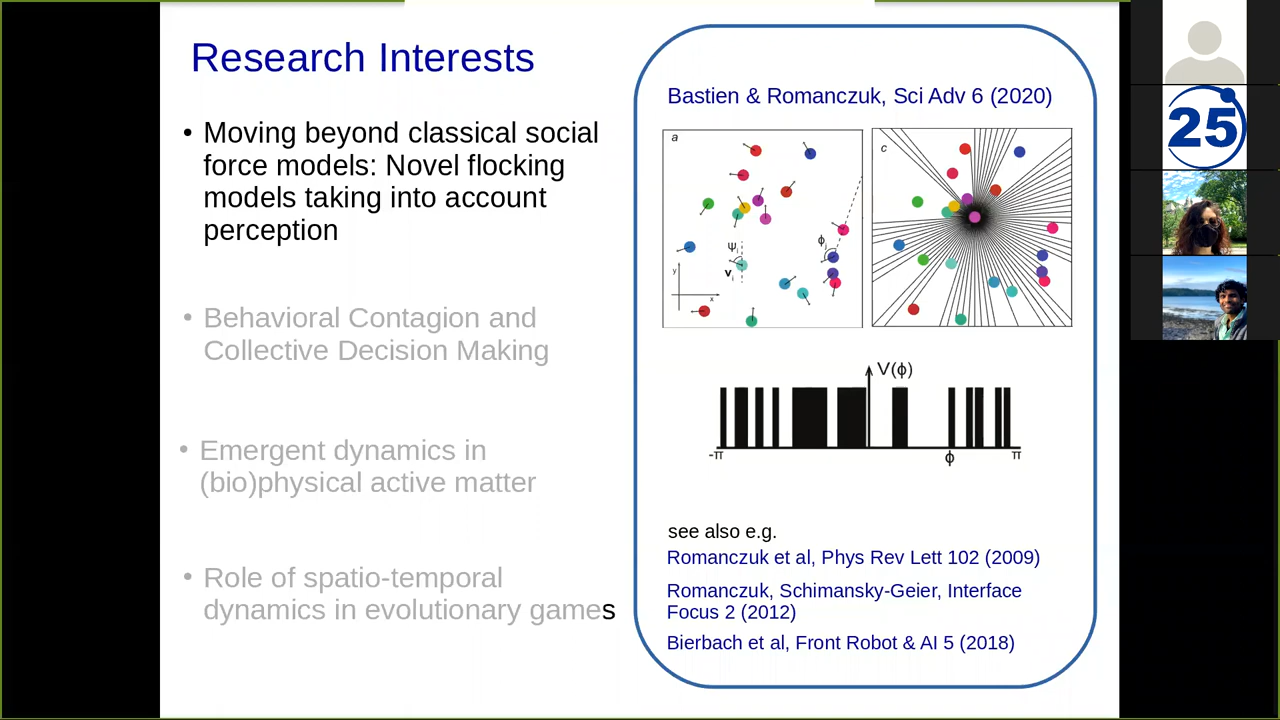 Research Interests
• Moving beyond classical social
force models: Novel flocking
models taking into account
perception
• Behavioral Contagion and
Collective Decision Making
• Emergent dynamics in
(bio)physical active matter
• Role of spatio-temporal
dynamics in evolutionary games
Bastien & Romanczuk, Sci Adv 6 (2020)
a
ψi
vi
ϕj
y
x
c
V(ϕ)
-π
ϕ
π
see also e.g.
Romanczuk et al, Phys Rev Lett 102 (2009)
Romanczuk, Schimansky-Geier, Interface
Focus 2 (2012)
Bierbach et al, Front Robot & AI 5 (2018)
25